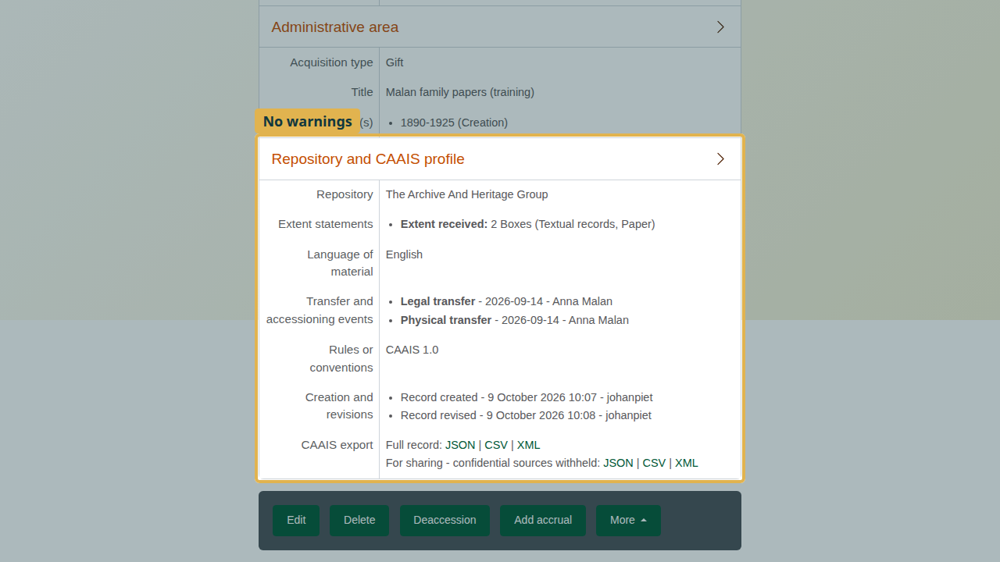 Administrative area
Acquisition type Gift
Title Malan family papers (training)
No warnings (s) • 1890-1925 (Creation)
Repository and CAAIS profile
Repository The Archive And Heritage Group
Extent statements • Extent received: 2 Boxes (Textual records, Paper)
Language of material English
Transfer and accessioning events • Legal transfer - 2026-09-14 - Anna Malan
• Physical transfer - 2026-09-14 - Anna Malan
Rules or conventions CAAIS 1.0
Creation and revisions • Record created - 9 October 2026 10:07 - johanpiet
• Record revised - 9 October 2026 10:08 - johanpiet
CAAIS export Full record: JSON | CSV | XML
For sharing - confidential sources withheld: JSON | CSV | XML
Edit Delete Deaccession Add accrual More